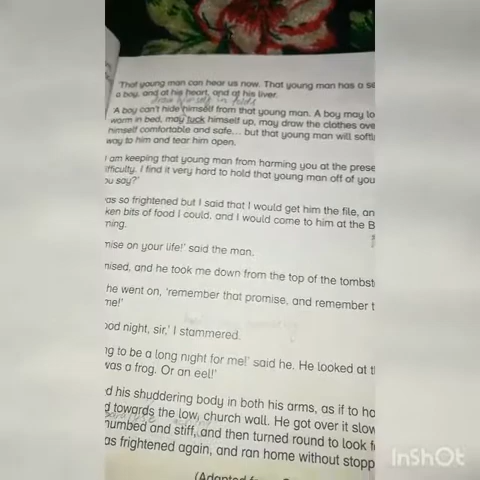 'That young man can hear us now. That young man has a se
a boy, and at his heart, and at his liver.
himself in
A boy can't hide himself from that young man. A boy may lo
warm in bed, may tuck himself up, may draw the clothes ove
himself comfortable and safe... but that young man will softl
way to him and tear him open.
I am keeping that young man from harming you at the prese
ifficulty. I find it very hard to hold that young man off of you
ou say?'
as so frightened but I said that I would get him the file, an
ken bits of food I could, and I would come to him at the B
ning.
mise on your life!' said the man.
nised, and he took me down from the top of the tombst
he went on, 'remember that promise, and remember t
me!'
ood night, sir,' I stammered.
ng to be a long night for me!' said he. He looked at t
was a frog. Or an eel!'
d his shuddering body in both his arms, as if to ho
d towards the low, church wall. He got over it slow
numbed and stiff, and then turned round to look f
as frightened again, and ran home without stopp
(Adapted
InShOt